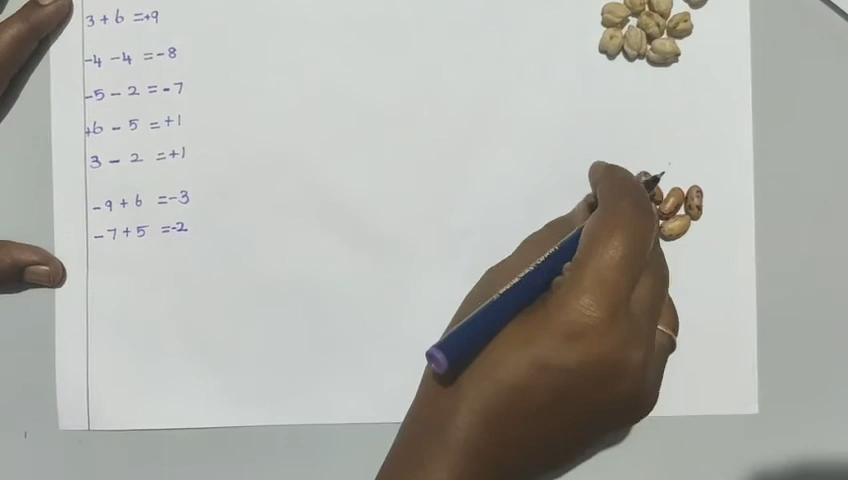 3 + 6 = +9
-4 - 4 = -8
-5 - 2 = -7
+6 - 5 = +1
3 - 2 = +1
-9 + 6 = -3
-7 + 5 = -2